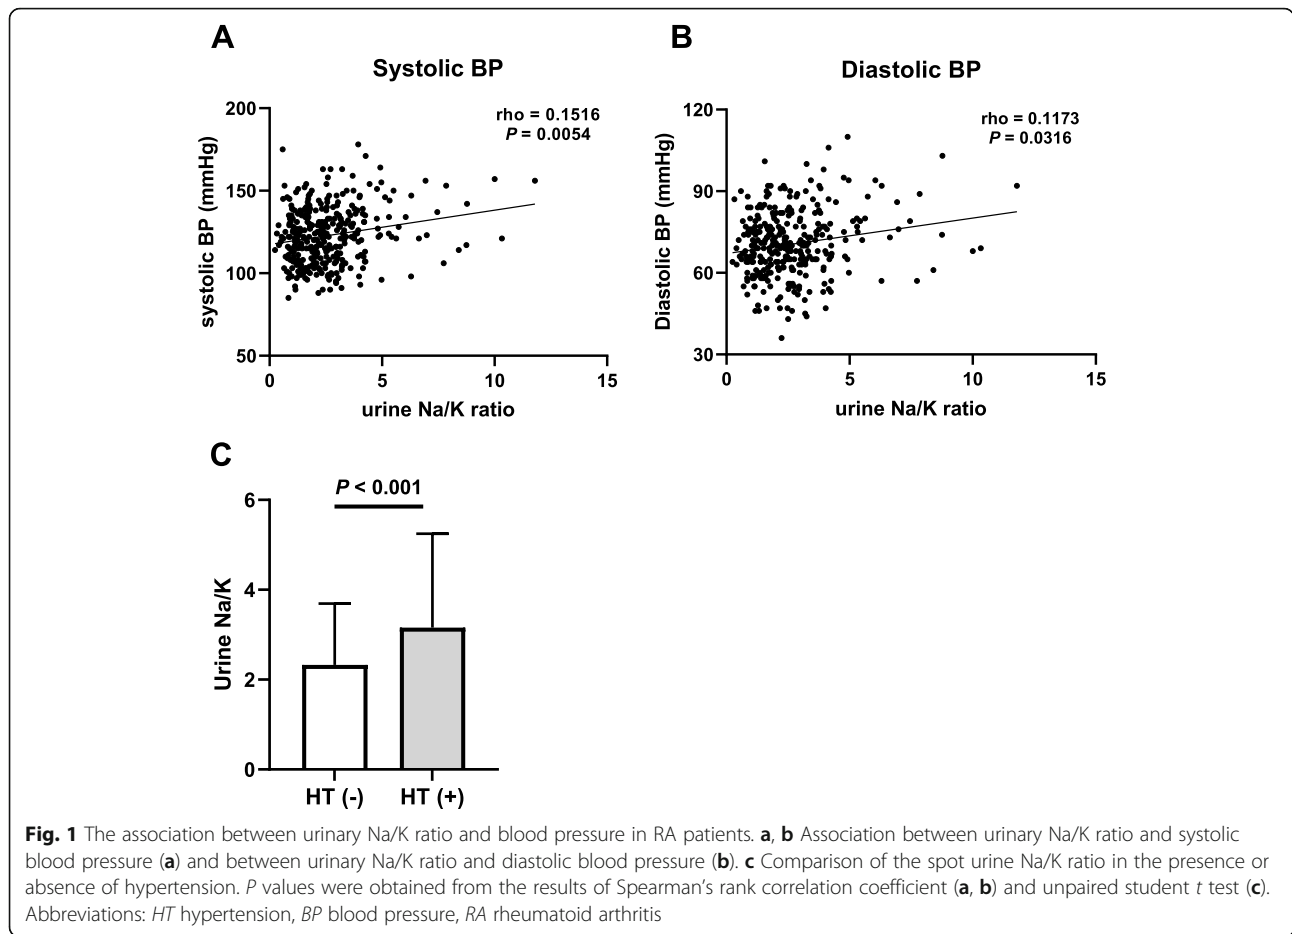 A
Systolic BP
rho = 0.1516
P = 0.0054
systolic BP (mmHg)
200
150
100
50
0 5 10 15
urine Na/K ratio
B
Diastolic BP
rho = 0.1173
P = 0.0316
Diastolic BP (mmHg)
120
90
60
30
0 5 10 15
urine Na/K ratio
C
P < 0.001
Urine Na/K
6
4
2
0
HT (-) HT (+)
Fig. 1 The association between urinary Na/K ratio and blood pressure in RA patients. a, b Association between urinary Na/K ratio and systolic
blood pressure (a) and between urinary Na/K ratio and diastolic blood pressure (b). c Comparison of the spot urine Na/K ratio in the presence or
absence of hypertension. P values were obtained from the results of Spearman's rank correlation coefficient (a, b) and unpaired student t test (c).
Abbreviations: HT hypertension, BP blood pressure, RA rheumatoid arthritis